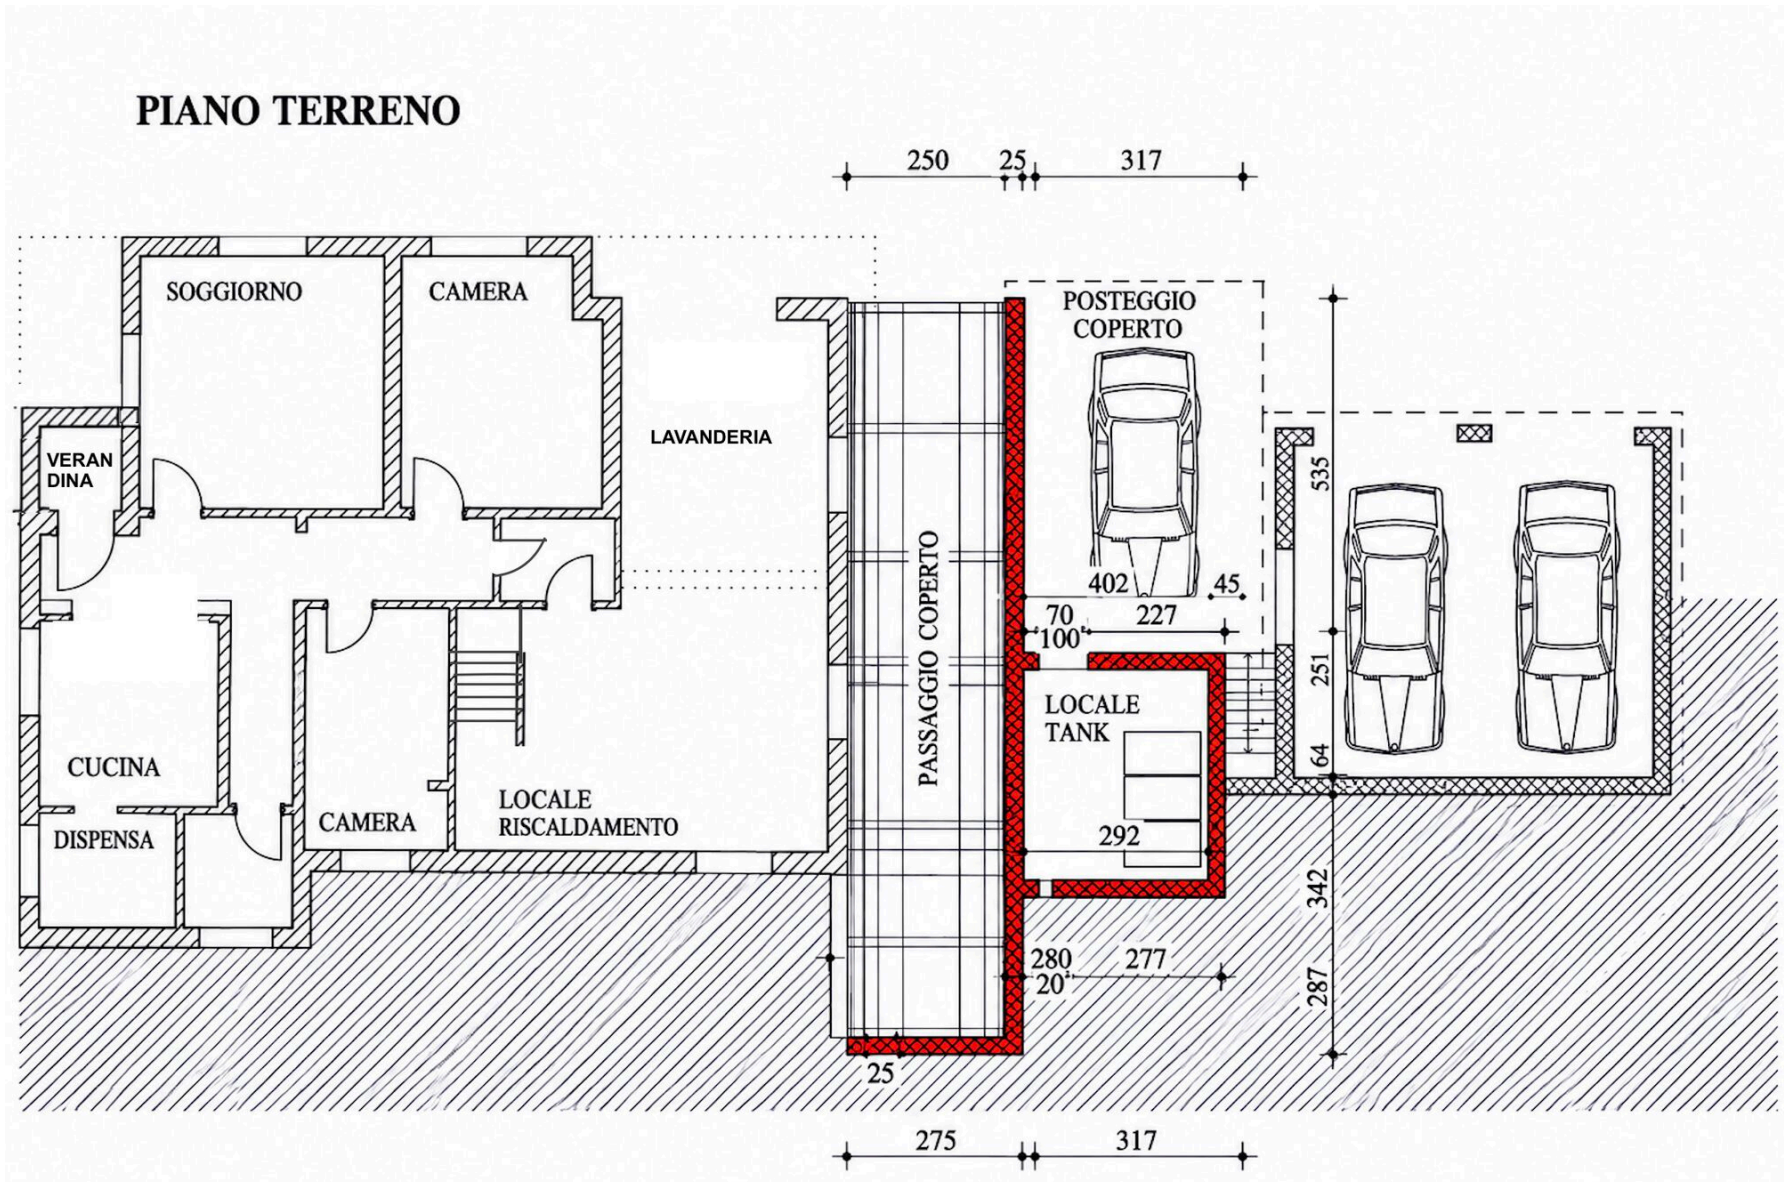 PIANO TERRENO
250 25 317
SOGGIORNO
CAMERA
POSTEGGIO
COPERTO
LAVANDERIA
VERAN
DINA
535
PASSAGGIO COPERTO
402 45
70 227
100
251
LOCALE
TANK
64
CUCINA
LOCALE
RISCALDAMENTO
CAMERA
DISPENSA
292
342
280 277
20
287
25
275 317